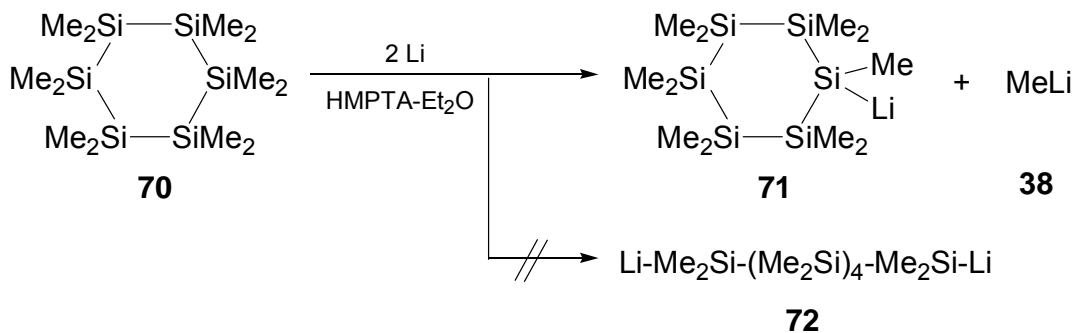 Me2Si SiMe2 2 Li Me2Si SiMe2
Me2Si SiMe2 HMPTA-Et2O Me2Si Si Me + MeLi
Li
Me2Si SiMe2 Me2Si SiMe2
70 71 38
Li-Me2Si-(Me2Si)4-Me2Si-Li
72